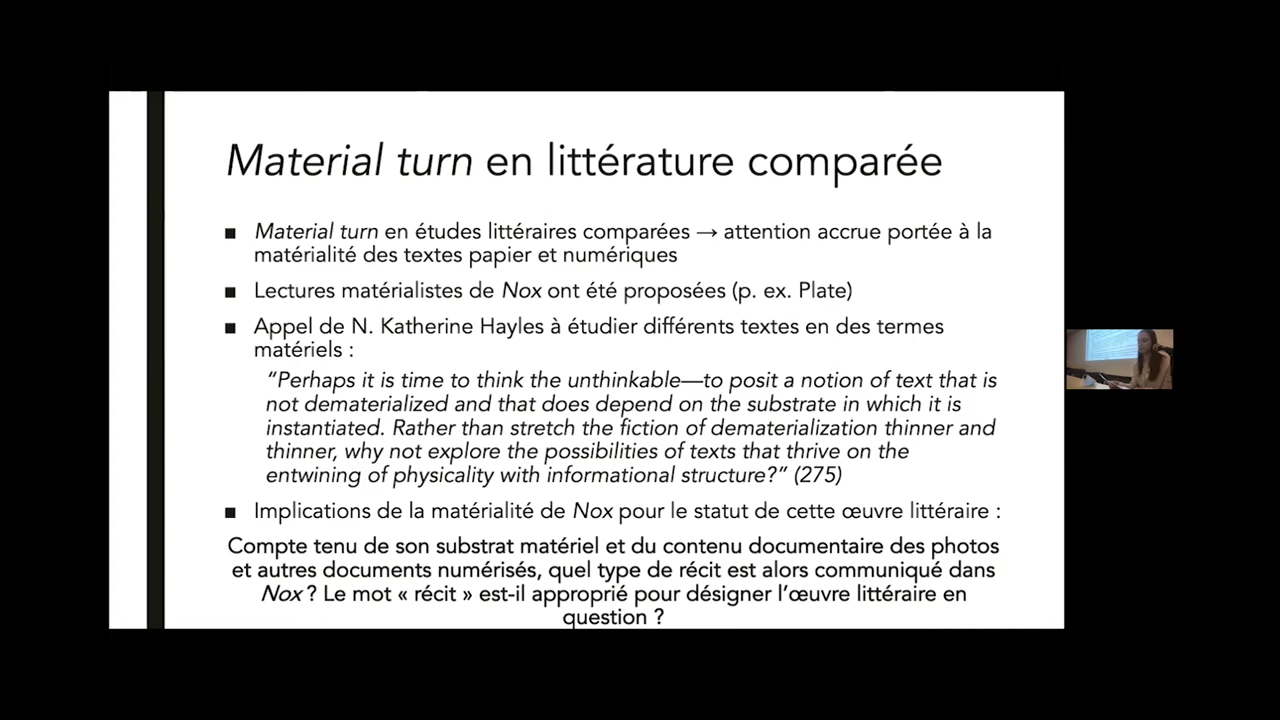 Material turn en littérature comparée
■ Material turn en études littéraires comparées → attention accrue portée à la
matérialité des textes papier et numériques
■ Lectures matérialistes de Nox ont été proposées (p. ex. Plate)
■ Appel de N. Katherine Hayles à étudier différents textes en des termes
matériels :
“Perhaps it is time to think the unthinkable—to posit a notion of text that is
not dematerialized and that does depend on the substrate in which it is
instantiated. Rather than stretch the fiction of dematerialization thinner and
thinner, why not explore the possibilities of texts that thrive on the
entwining of physicality with informational structure?” (275)
■ Implications de la matérialité de Nox pour le statut de cette œuvre littéraire :
Compte tenu de son substrat matériel et du contenu documentaire des photos
et autres documents numérisés, quel type de récit est alors communiqué dans
Nox ? Le mot « récit » est-il approprié pour désigner l’œuvre littéraire en
question ?